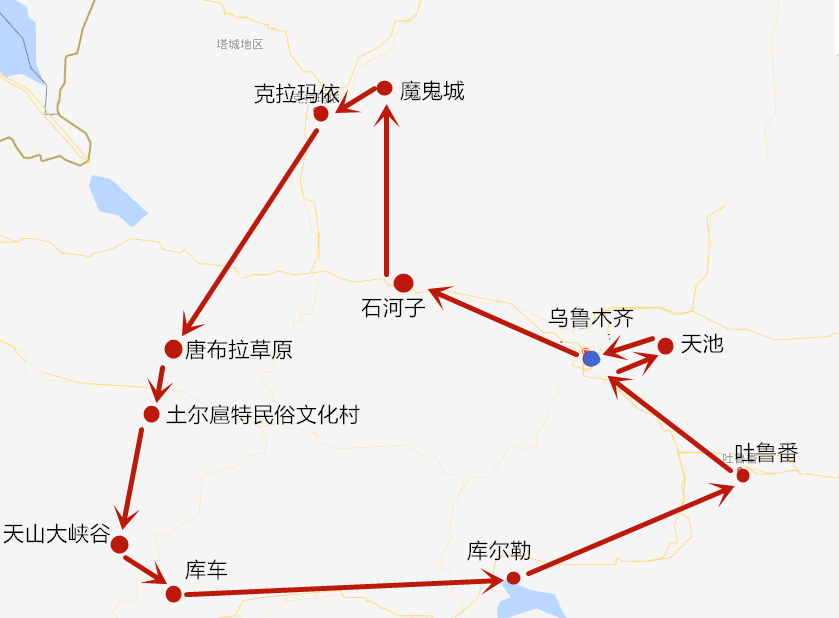 塔城地区
克拉玛依
魔鬼城
石河子
乌鲁木齐
天池
唐布拉草原
土尔扈特民俗文化村
吐鲁番
天山大峡谷
库尔勒
库车